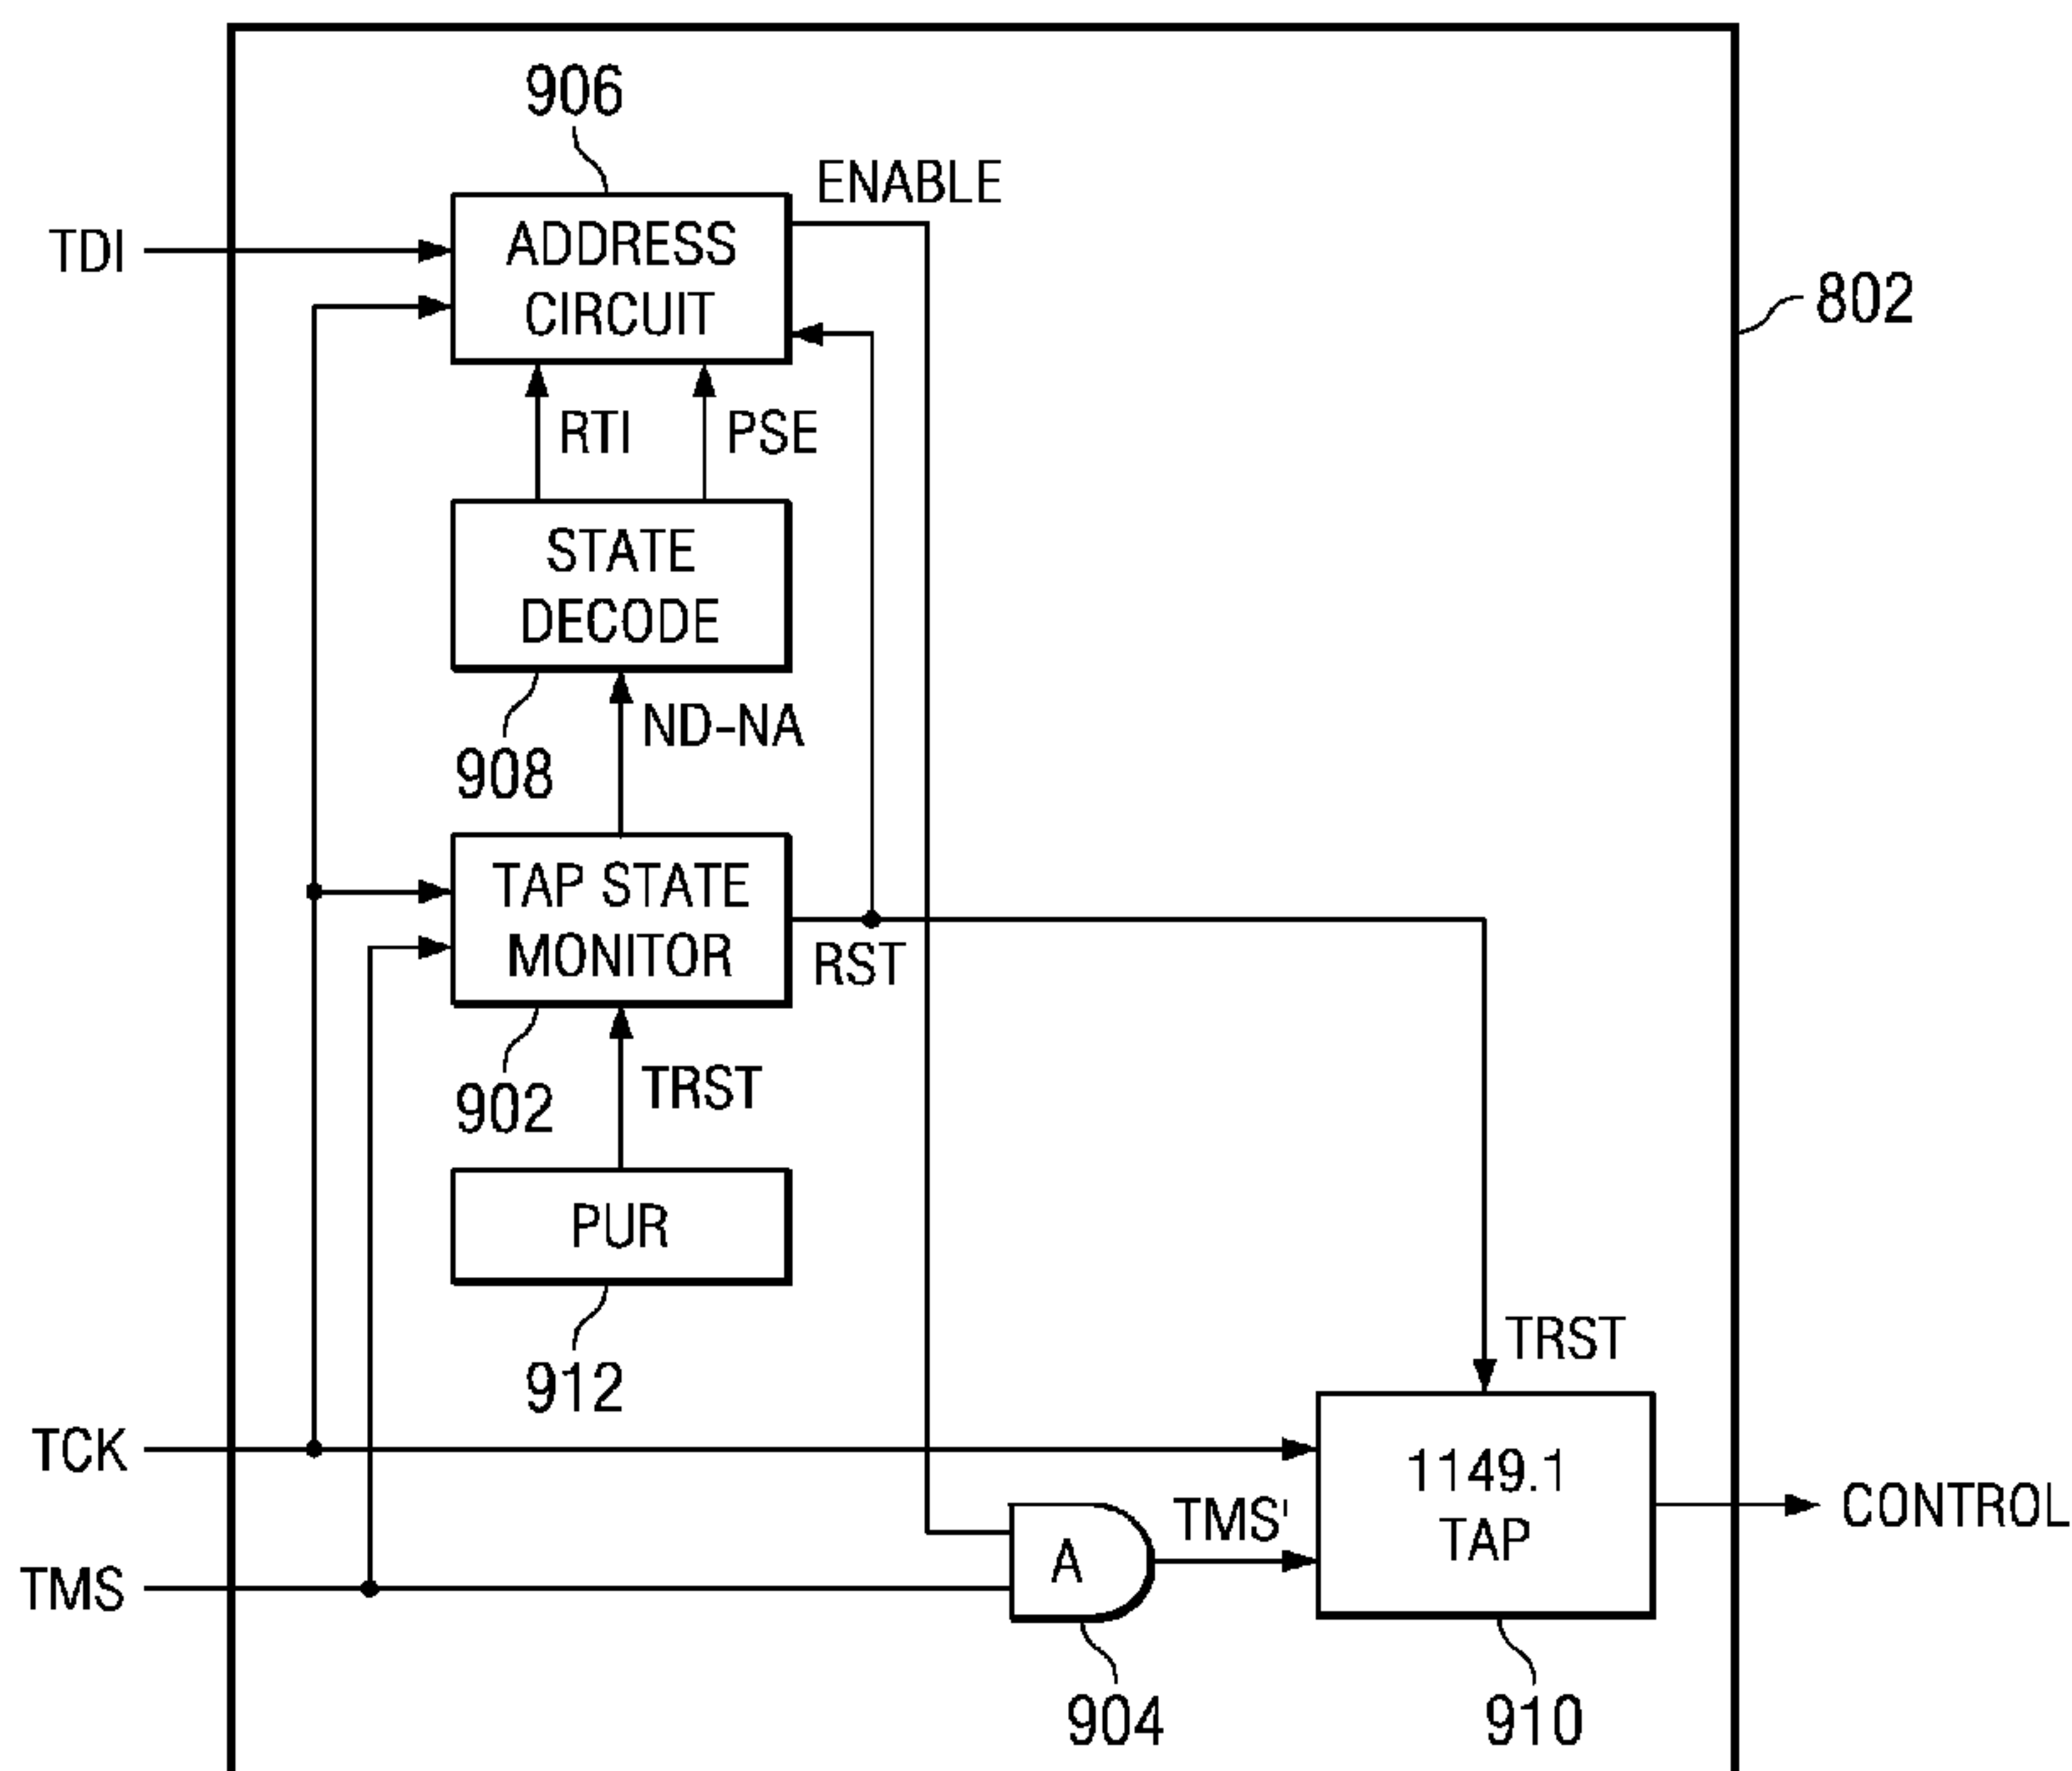 906
ENABLE
TDI
ADDRESS
CIRCUIT
802
RTI
PSE
STATE
DECODE
ND-NA
908
TAP STATE
MONITOR
RST
902
TRST
PUR
912
TRST
TCK
1149.1
TAP
CONTROL
TMS'
A
TMS
904
910